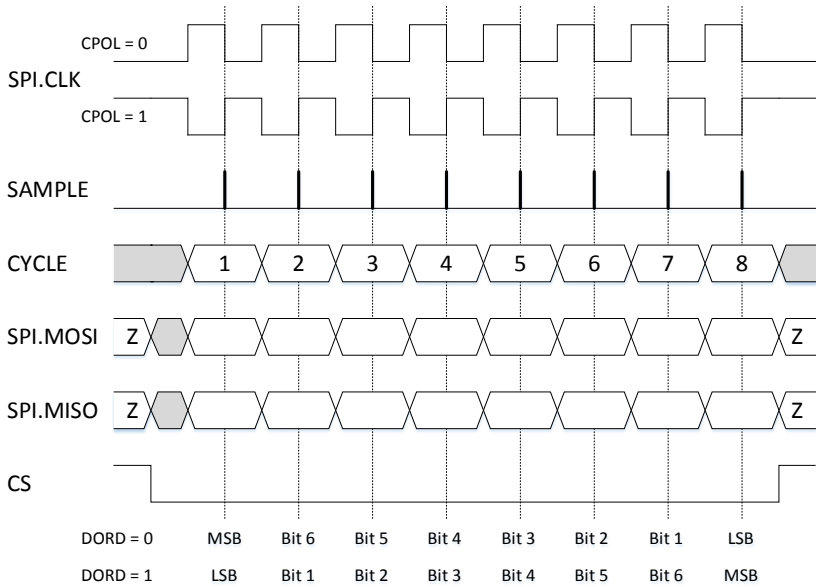 CPOL = 0
SPI.CLK
CPOL = 1
SAMPLE
CYCLE 1 2 3 4 5 6 7 8
SPI.MOSI Z Z
SPI.MISO Z Z
CS
DORD = 0 MSB Bit 6 Bit 5 Bit 4 Bit 3 Bit 2 Bit 1 LSB
DORD = 1 LSB Bit 1 Bit 2 Bit 3 Bit 4 Bit 5 Bit 6 MSB